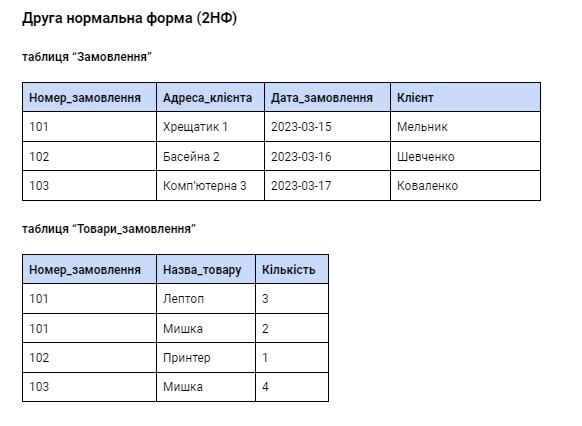 Друга нормальна форма (2НФ)
таблиця “Замовлення”
Номер_замовлення Адреса_клієнта Дата_замовлення Клієнт
101 Хрещатик 1 2023-03-15 Мельник
102 Басейна 2 2023-03-16 Шевченко
103 Комп’ютерна 3 2023-03-17 Коваленко
таблиця “Товари_замовлення”
Номер_замовлення Назва_товару Кількість
101 Лептоп 3
101 Мишка 2
102 Принтер 1
103 Мишка 4